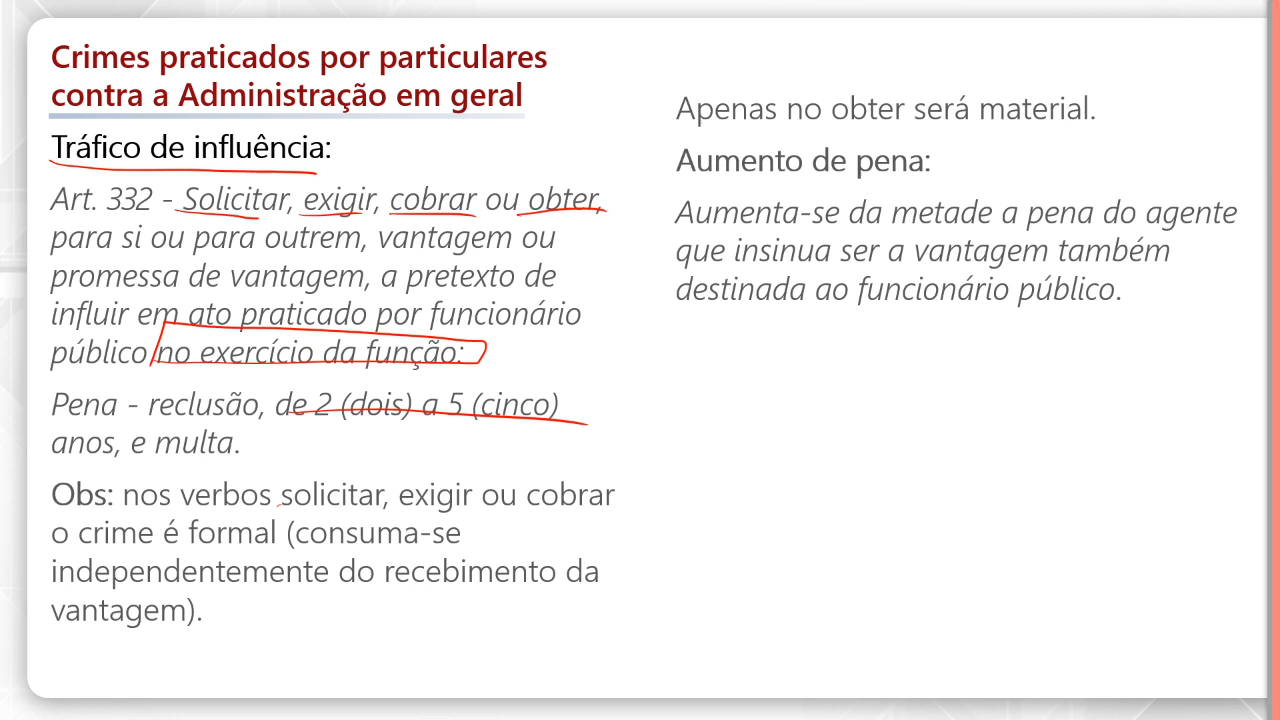 Crimes praticados por particulares
contra a Administração em geral
Tráfico de influência:
Art. 332 - Solicitar, exigir, cobrar ou obter,
para si ou para outrem, vantagem ou
promessa de vantagem, a pretexto de
influir em ato praticado por funcionário
público no exercício da função:
Pena - reclusão, de 2 (dois) a 5 (cinco)
anos, e multa.
Obs: nos verbos solicitar, exigir ou cobrar
o crime é formal (consuma-se
independentemente do recebimento da
vantagem).
Apenas no obter será material.
Aumento de pena:
Aumenta-se da metade a pena do agente
que insinua ser a vantagem também
destinada ao funcionário público.